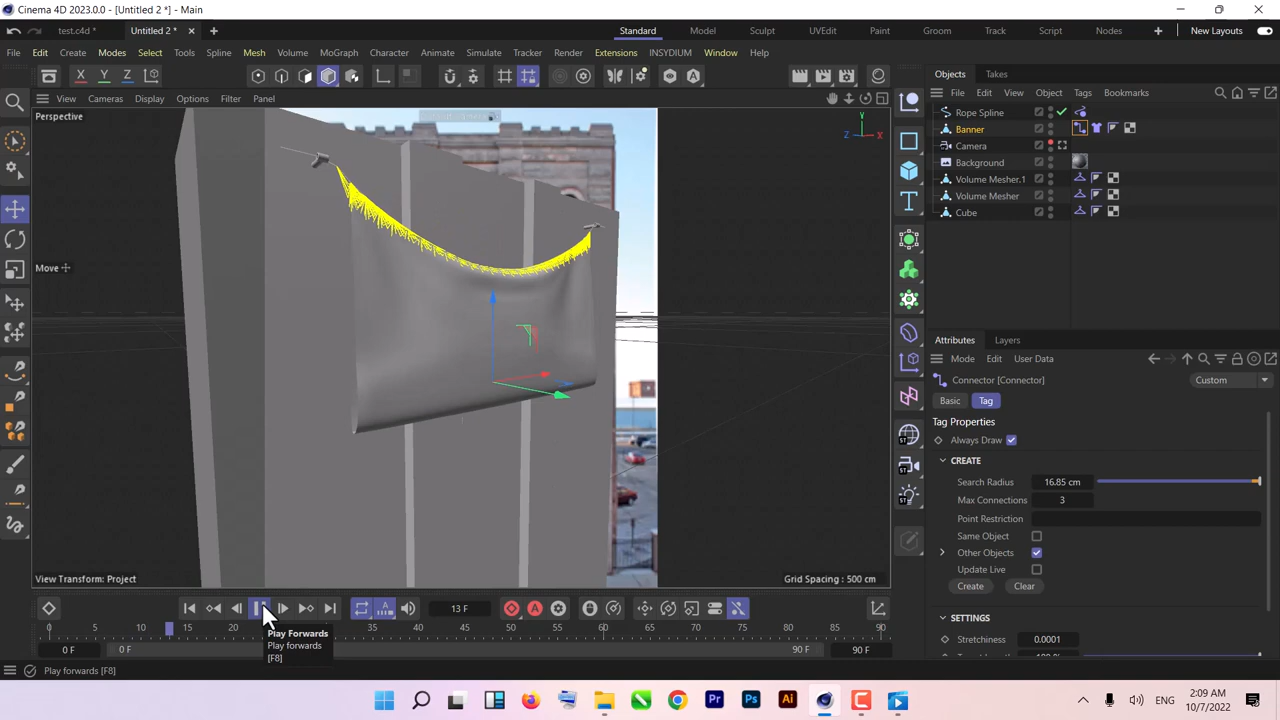 Cinema 4D 2023.0.0 - [Untitled 2 *] - Main
test.c4d *
Untitled 2 *
Standard
Model
Sculpt
UVEdit
Paint
Groom
Track
Script
Nodes
New Layouts
File
Edit
Create
Modes
Select
Tools
Spline
Mesh
Volume
MoGraph
Character
Animate
Simulate
Tracker
Render
Extensions
INSYDIUM
Window
Help
X
Y
Z
View
Cameras
Display
Options
Filter
Panel
Perspective
Y
Z
X
Move
View Transform: Project
Grid Spacing : 500 cm
Objects
Takes
File
Edit
View
Object
Tags
Bookmarks
Rope Spline
Banner
Camera
Background
Volume Mesher.1
Volume Mesher
Cube
Attributes
Layers
Mode
Edit
User Data
Connector [Connector]
Custom
Basic
Tag
Tag Properties
Always Draw
CREATE
Search Radius
16.85 cm
Max Connections
3
Point Restriction
Same Object
Other Objects
Update Live
Create
Clear
SETTINGS
Stretchiness
0.0001
ST
ST
ST
13 F
0
5
10
20
35
40
45
50
55
60
65
70
75
80
85
90
0 F
0 F
90 F
90 F
Play Forwards
Play forwards
[F8]
Play forwards [F8]
Pr
Ps
Ai
2:09 AM
10/7/2022